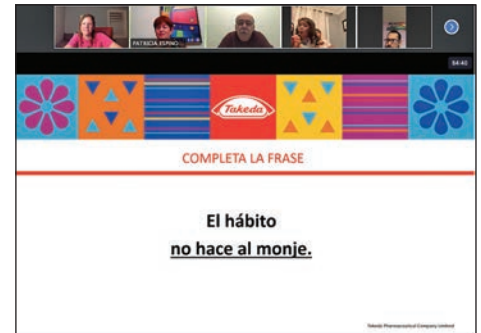 PATRICIA ESPINO
54:40
Takeda
COMPLETA LA FRASE
El hábito
no hace al monje.
Takeda Pharmaceutical Company Limited